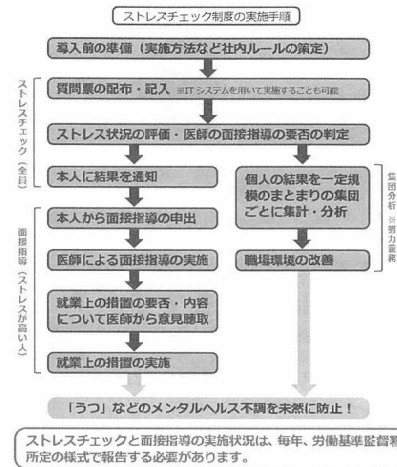 ストレスチェック制度の実施手順
導入前の準備（実施方法など社内ルールの策定）
質問票の配布・記入 ※ITシステムを用いて実施することも可能
ストレス状況の評価・医師の面接指導の要否の判定
本人に結果を通知
本人から面接指導の申出
医師による面接指導の実施
就業上の措置の要否・内容
について医師から意見聴取
就業上の措置の実施
個人の結果を一定規
模のまとまりの集団
ごとに集計・分析
職場環境の改善
ストレスチェック（全員）
面接指導（ストレスが高い人）
集団分析 ※努力義務
「うつ」などのメンタルヘルス不調を未然に防止！
ストレスチェックと面接指導の実施状況は、毎年、労働基準監督署
所定の様式で報告する必要があります。